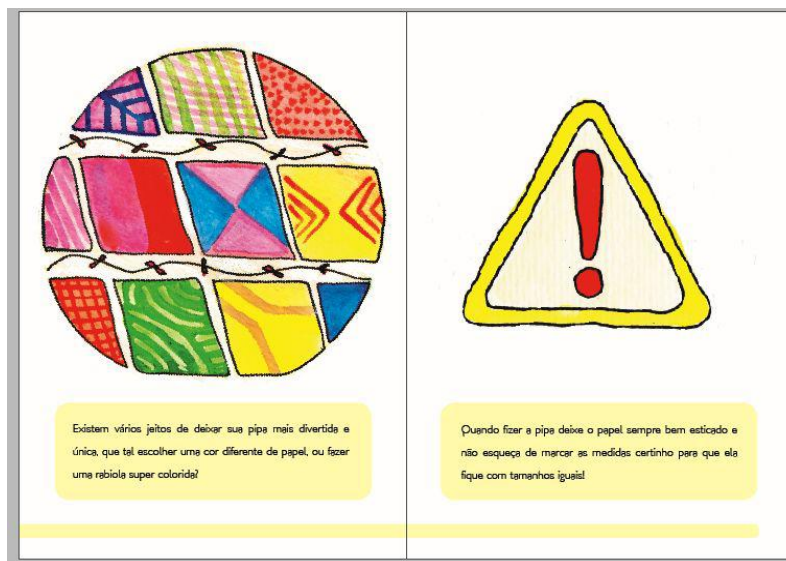 Existem vários jeitos de deixar sua pipa mais divertida e
única, que tal escolher uma cor diferente de papel, ou fazer
uma rabiola super colorida?
Quando fizer a pipa deixe o papel sempre bem esticado e
não esqueça de marcar as medidas certinho para que ela
fique com tamanhos iguais!